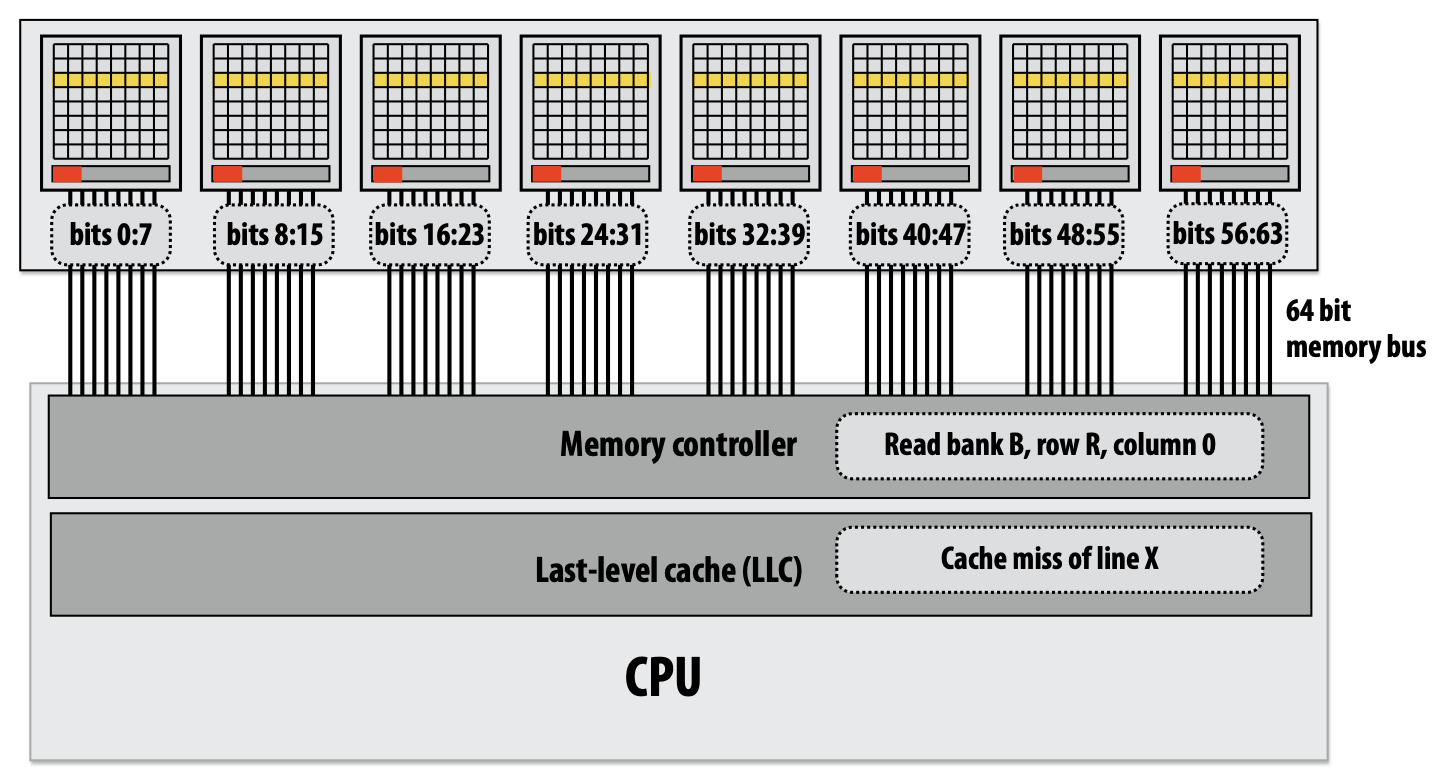 bits 0:7
bits 8:15
bits 16:23
bits 24:31
bits 32:39
bits 40:47
bits 48:55
bits 56:63
64 bit
memory bus
Memory controller
Read bank B, row R, column 0
Last-level cache (LLC)
Cache miss of line X
CPU